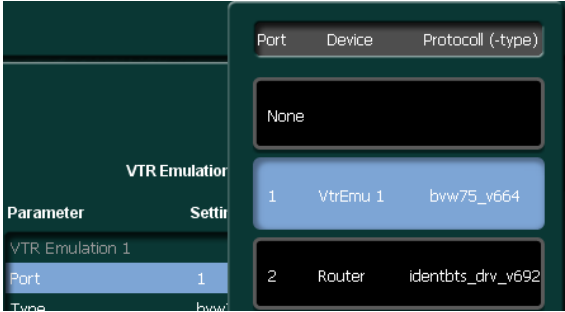 Port Device Protocoll (-type)
None
VTR Emulation
1 VtrEmu 1 bvw75_v664
Parameter
VTR Emulation 1
Port 1
2 Router identbts_drv_v692
Type